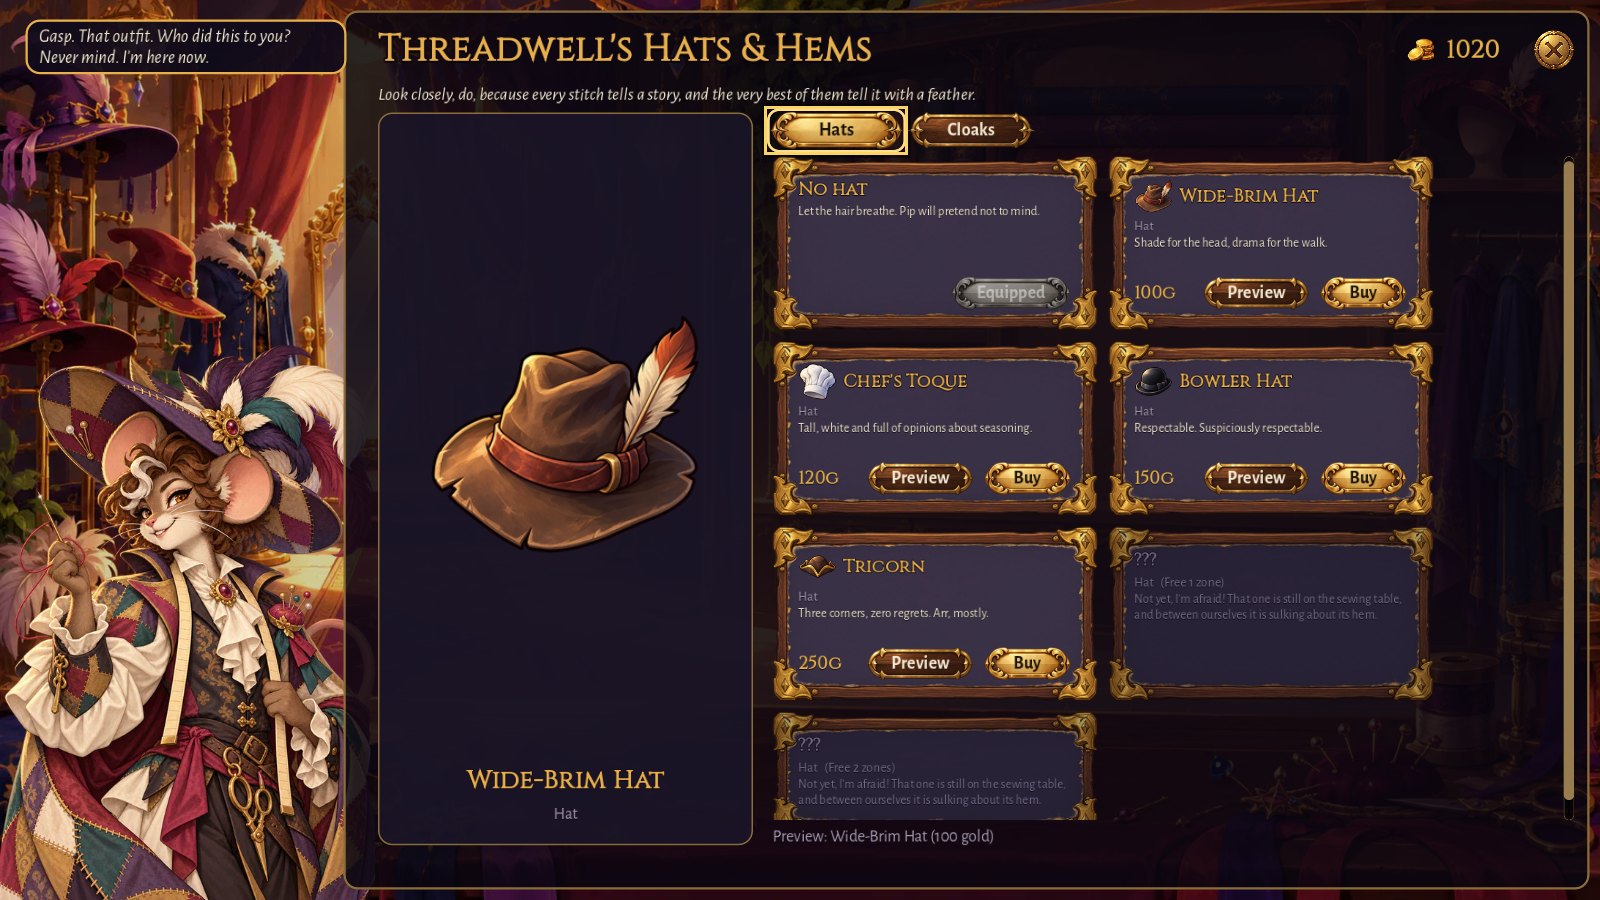 Gasp. That outfit. Who did this to you?
Never mind. I'm here now.
Threadwell's Hats & Hems
1020
Look closely, do, because every stitch tells a story, and the very best of them tell it with a feather.
Hats
Cloaks
No hat
Let the hair breathe. Pip will pretend not to mind.
Equipped
Wide-Brim Hat
Hat
Shade for the head, drama for the walk.
100G
Preview
Buy
Chef's Toque
Hat
Tall, white and full of opinions about seasoning.
120G
Preview
Buy
Bowler Hat
Hat
Respectable. Suspiciously respectable.
150G
Preview
Buy
Tricorn
Hat
Three corners, zero regrets. Arr, mostly.
250G
Preview
Buy
???
Hat (Free 1 zone)
Not yet, I'm afraid! That one is still on the sewing table,
and between ourselves it is sulking about its hem.
???
Hat (Free 2 zones)
Not yet, I'm afraid! That one is still on the sewing table,
and between ourselves it is sulking about its hem.
Wide-Brim Hat
Hat
Preview: Wide-Brim Hat (100 gold)